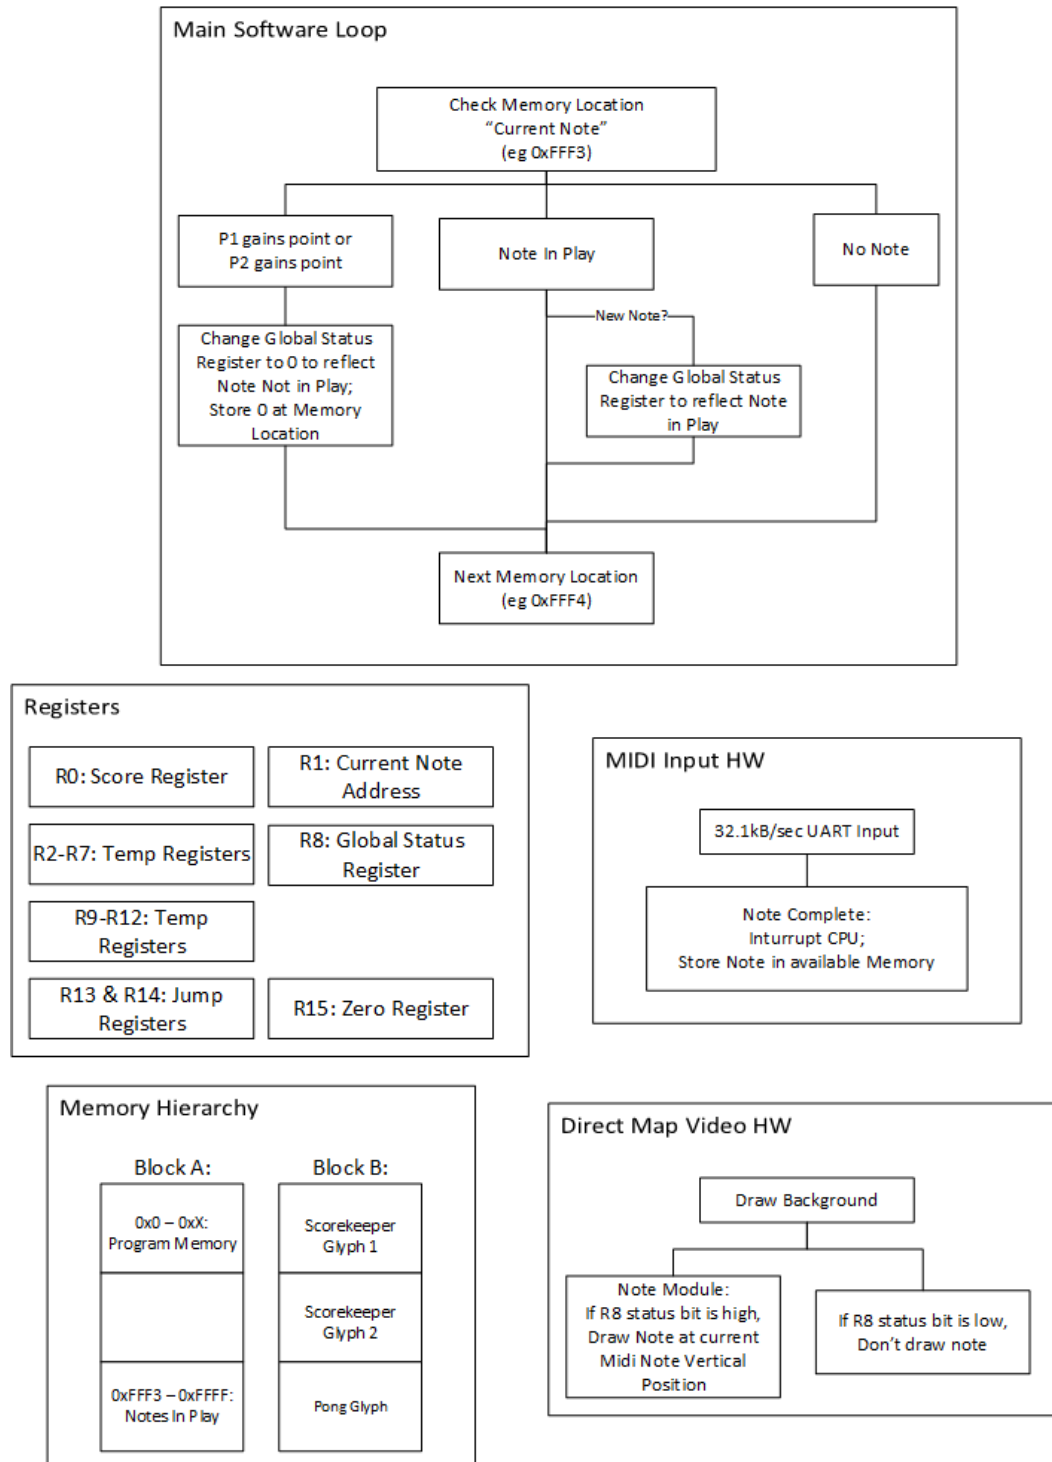 Main Software Loop
Check Memory Location
“Current Note”
(eg 0xFFF3)
P1 gains point or
P2 gains point
Note In Play
No Note
New Note?
Change Global Status
Register to 0 to reflect
Note Not in Play;
Store 0 at Memory
Location
Change Global Status
Register to reflect Note
in Play
Next Memory Location
(eg 0xFFF4)
Registers
R0: Score Register
R1: Current Note
Address
R2-R7: Temp Registers
R8: Global Status
Register
R9-R12: Temp
Registers
R13 & R14: Jump
Registers
R15: Zero Register
MIDI Input HW
32.1kB/sec UART Input
Note Complete:
Inturrupt CPU;
Store Note in available Memory
Memory Hierarchy
Block A:
Block B:
0x0 – 0xX:
Program Memory
Scorekeeper
Glyph 1
Scorekeeper
Glyph 2
0xFFF3 – 0xFFFF:
Notes In Play
Pong Glyph
Direct Map Video HW
Draw Background
Note Module:
If R8 status bit is high,
Draw Note at current
Midi Note Vertical
Position
If R8 status bit is low,
Don’t draw note